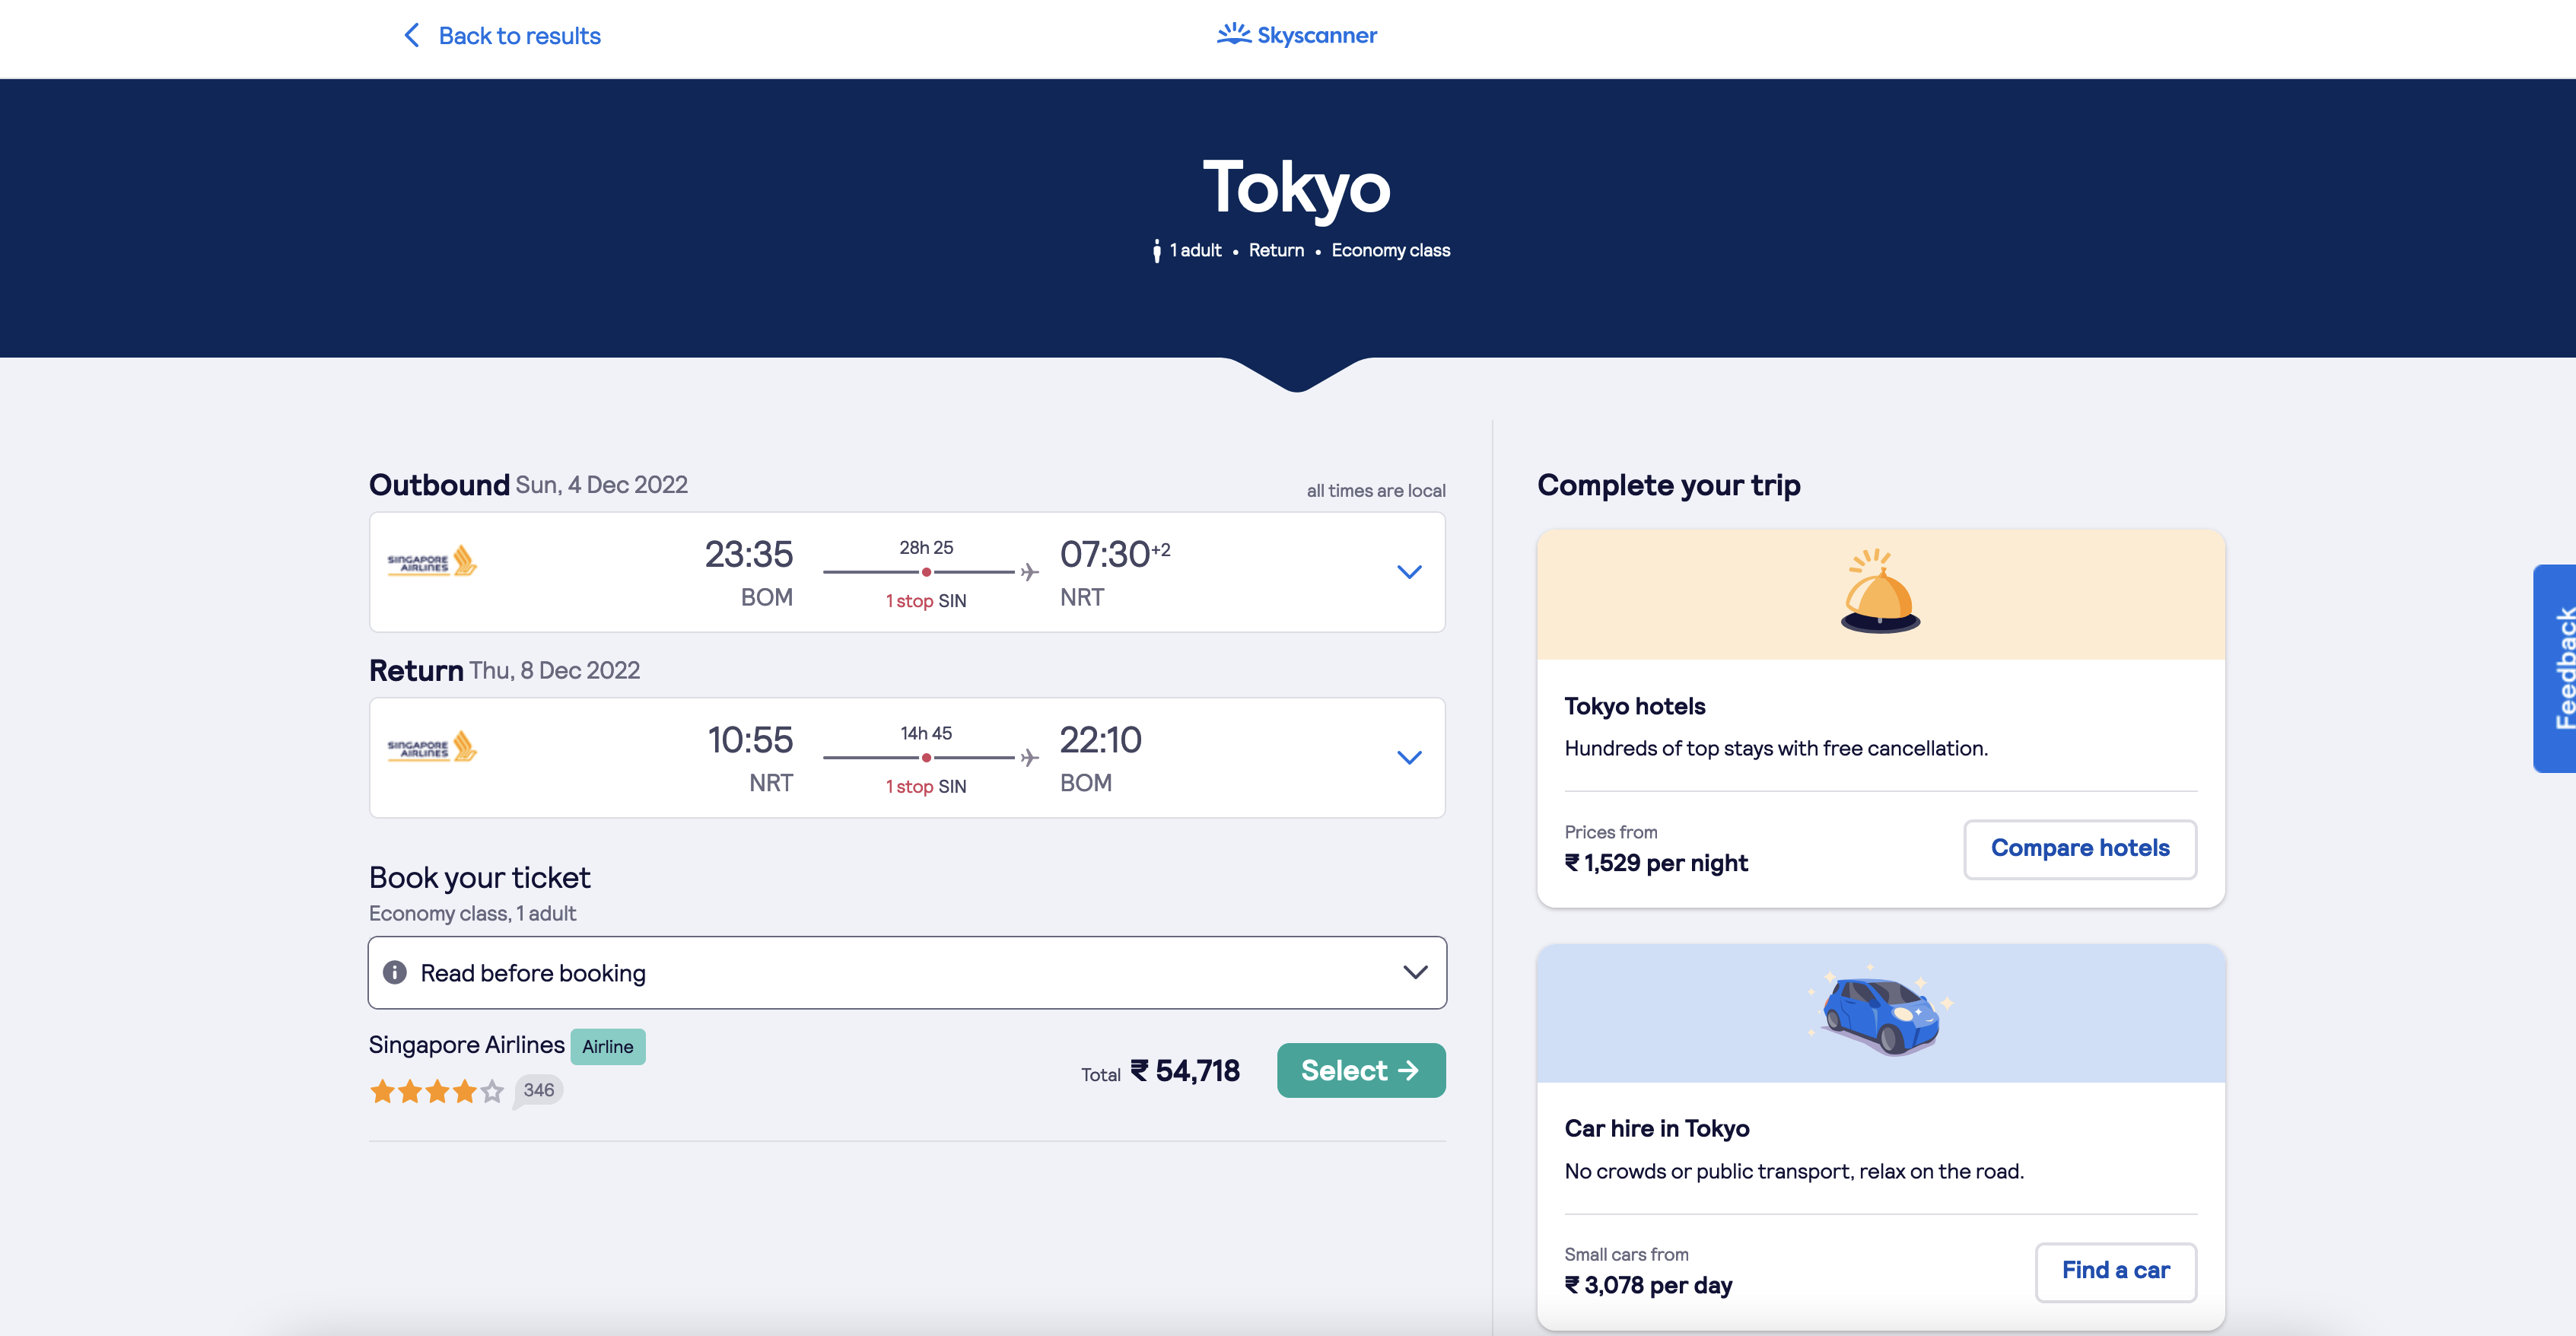 Back to results
Skyscanner
Tokyo
1 adult • Return • Economy class
Outbound Sun, 4 Dec 2022
all times are local
SINGAPORE
AIRLINES
23:35
BOM
28h 25
1 stop SIN
07:30+2
NRT
Return Thu, 8 Dec 2022
SINGAPORE
AIRLINES
10:55
NRT
14h 45
1 stop SIN
22:10
BOM
Book your ticket
Economy class, 1 adult
Read before booking
Singapore Airlines Airline
346
Total ₹ 54,718
Select →
Complete your trip
Tokyo hotels
Hundreds of top stays with free cancellation.
Prices from
₹ 1,529 per night
Compare hotels
Car hire in Tokyo
No crowds or public transport, relax on the road.
Small cars from
₹ 3,078 per day
Find a car
Feedback